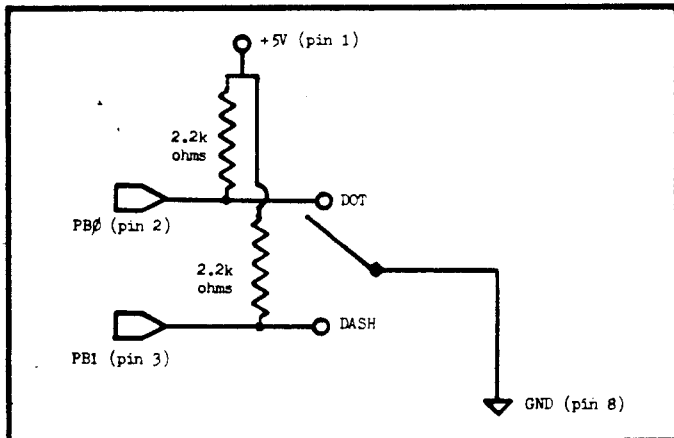 +5V (pin 1)
2.2k
ohms
DOT
PBØ (pin 2)
2.2k
ohms
DASH
PB1 (pin 3)
GND (pin 8)